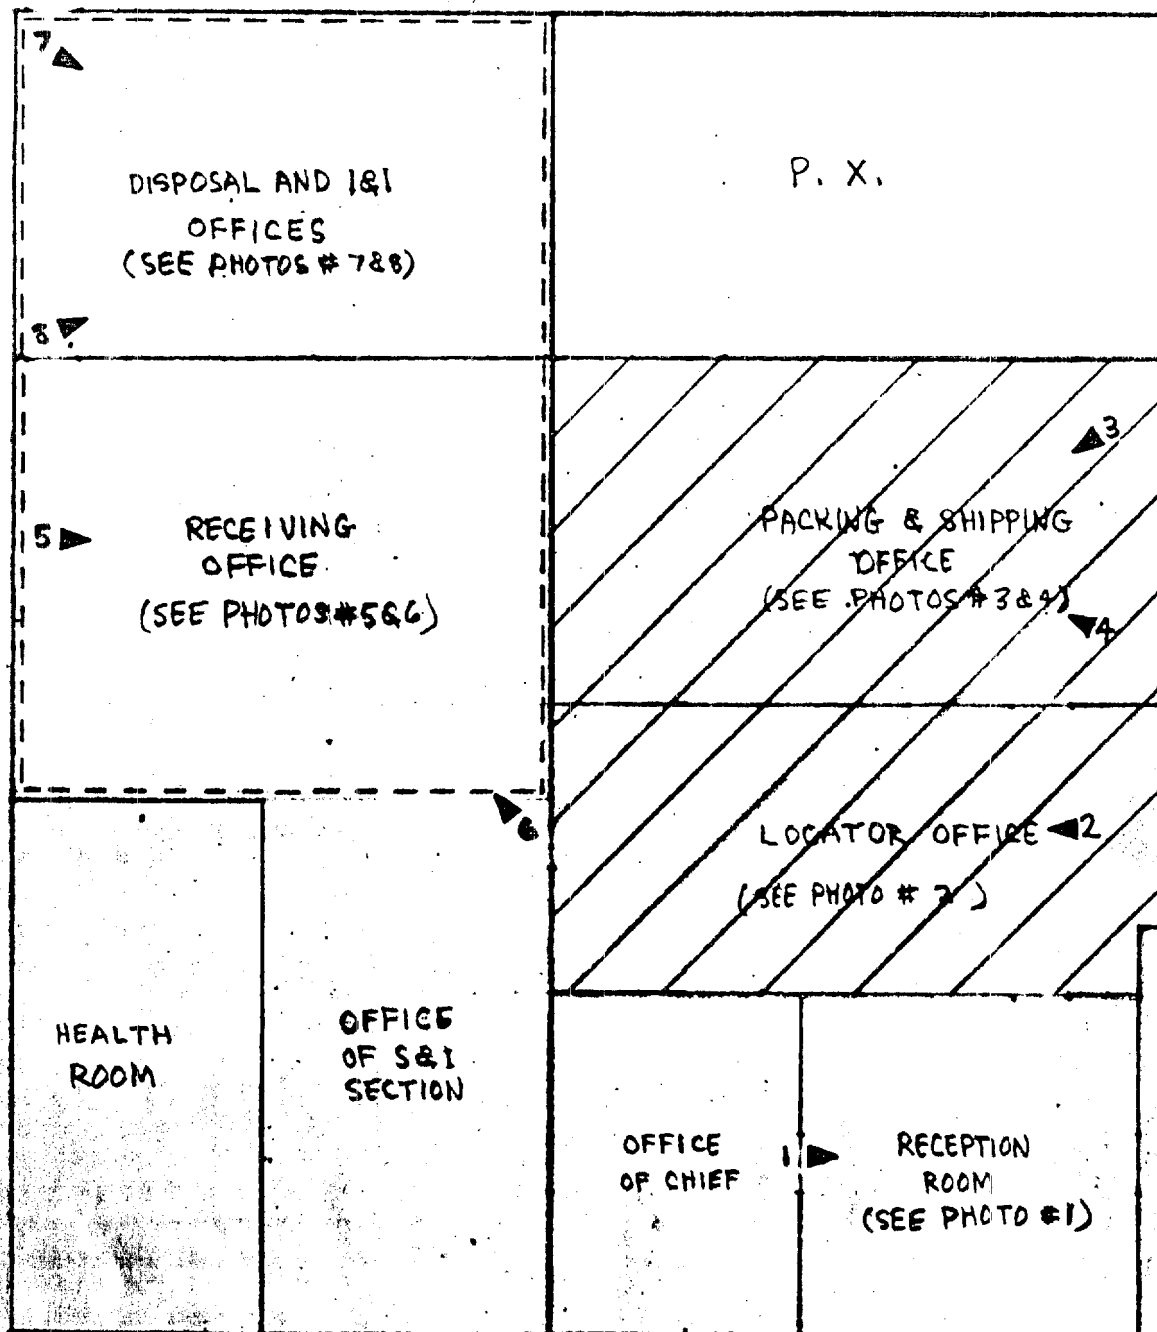 7
DISPOSAL AND I&I
OFFICES
(SEE PHOTOS # 7&8)
8
P. X.
5
RECEIVING
OFFICE
(SEE PHOTOS #5&6)
6
3
PACKING & SHIPPING
OFFICE
(SEE PHOTOS # 3 & 4)
4
LOCATOR OFFICE
2
(SEE PHOTO # 2)
HEALTH
ROOM
OFFICE
OF S&I
SECTION
OFFICE
OF CHIEF
1
RECEPTION
ROOM
(SEE PHOTO #1)